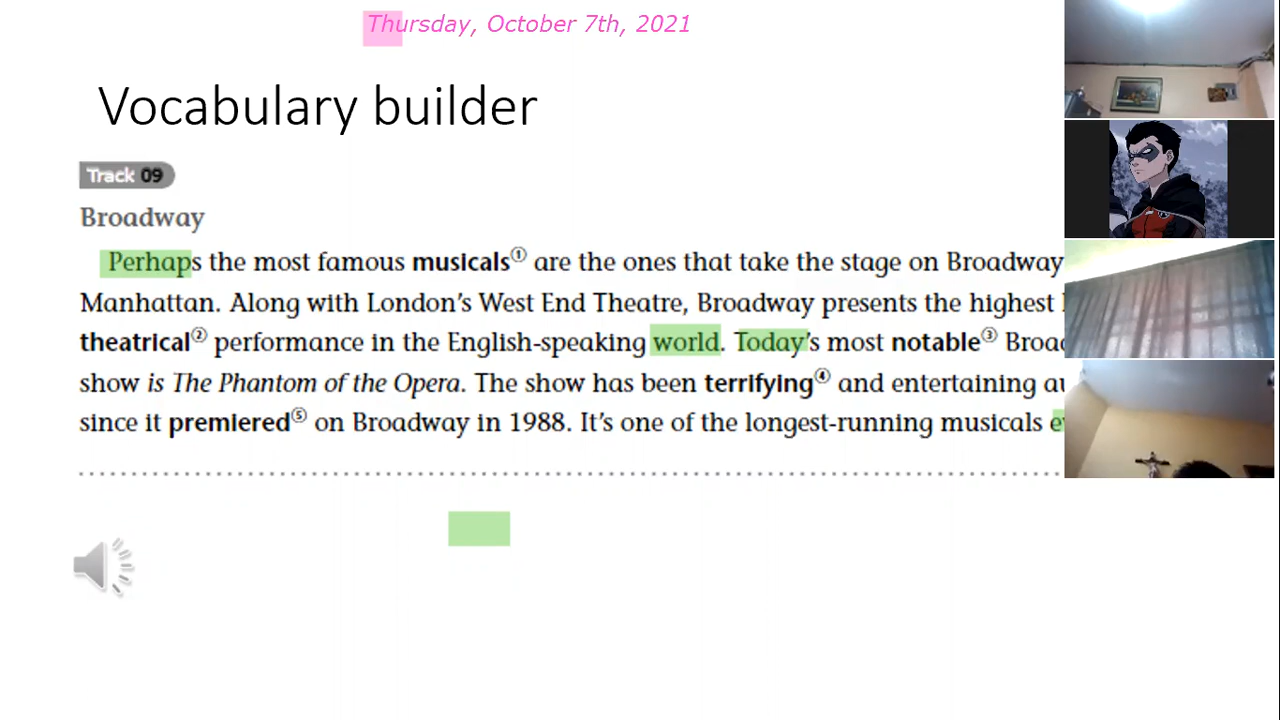 Thursday, October 7th, 2021
Vocabulary builder
Track 09
Broadway
Perhaps the most famous musicals① are the ones that take the stage on Broadway
Manhattan. Along with London's West End Theatre, Broadway presents the highest
theatrical② performance in the English-speaking world. Today's most notable③
show is The Phantom of the Opera. The show has been terrifying④ and entertaining
since it premiered⑤ on Broadway in 1988. It's one of the longest-running musicals